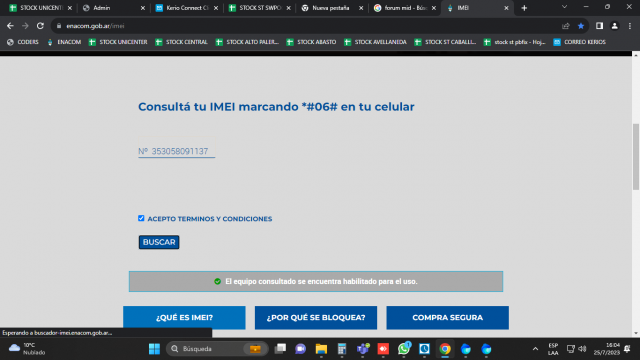 STOCK UNICENT
Admin
Kerio Connect Cl
STOCK ST SWPO
Nueva pestaña
forum mid - Bús
IMEI
enacom.gob.ar/imei
CODERS
ENACOM
STOCK UNICENTER
STOCK CENTRAL
STOCK ALTO PALER...
STOCK ABASTO
STOCK AVELLANEDA
STOCK ST CABALLI...
stock st pbfix - Hoj...
CORREO KERIOS
Consultá tu IMEI marcando *#06# en tu celular
Nº 353058091137
ACEPTO TERMINOS Y CONDICIONES
BUSCAR
El equipo consultado se encuentra habilitado para el uso.
¿QUÉ ES IMEI?
¿POR QUÉ SE BLOQUEA?
COMPRA SEGURA
Esperando a buscador-imei.enacom.gob.ar...
10°C
Nublado
Búsqueda
ESP
LAA
16:04
25/7/2023